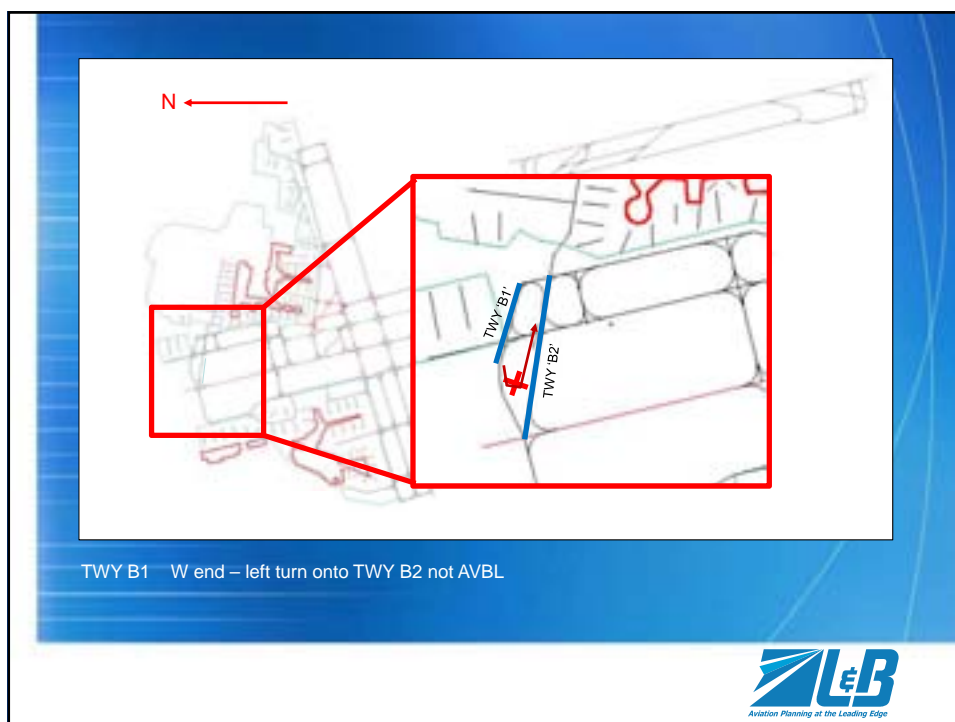 N
TWY 'B1'
TWY 'B2'
TWY B1 W end – left turn onto TWY B2 not AVBL
L&B
Aviation Planning at the Leading Edge